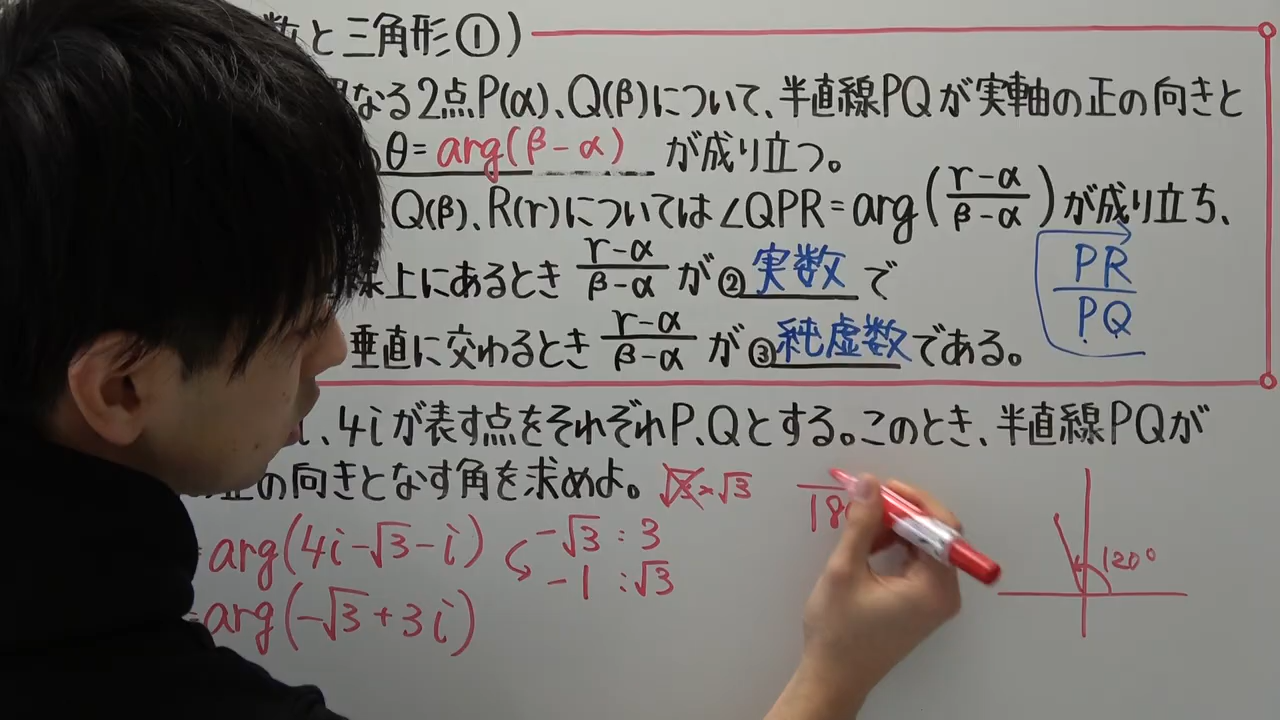 数と三角形①)
なる2点P(α)、Q(β)について、半直線PQが実軸の正の向きと
θ=arg(β-α) が成り立つ。
Q(β)、R(γ)については∠QPR=arg(γ-α/β-α)が成り立ち、
線上にあるとき γ-α/β-α が②実数で
PR/PQ
垂直に交わるとき γ-α/β-α が③純虚数である。
、4iが表す点をそれぞれP、Qとする。このとき、半直線PQが
正の向きとなす角を求めよ。
√3×√3
18
=arg(4i-√3-i)
-√3:3
-1:√3
=arg(-√3+3i)
120°